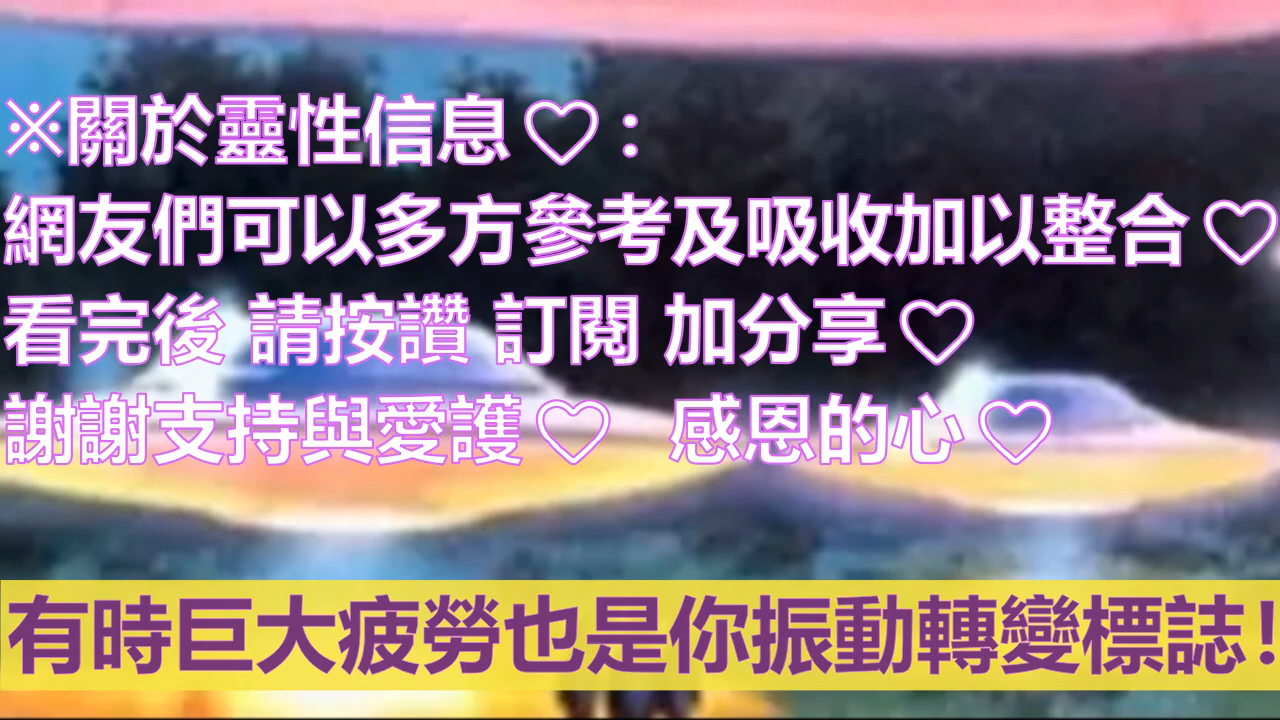 ※關於靈性信息♡:
網友們可以多方參考及吸收加以整合♡
看完後 請按讚 訂閱 加分享♡
謝謝支持與愛護♡ 感恩的心♡
有時巨大疲勞也是你振動轉變標誌!